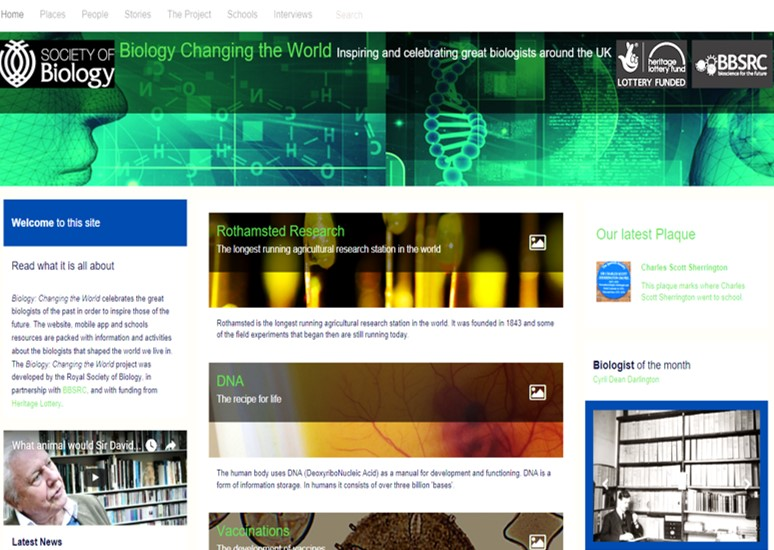 Home Places People Stories The Project Schools Interviews Search
SOCIETY OF
Biology
Biology Changing the World Inspiring and celebrating great biologists around the UK
heritage
lottery fund
LOTTERY FUNDED
BBSRC
bioscience for the future
Welcome to this site
Read what it is all about
Biology: Changing the World celebrates the great
biologists of the past in order to inspire those of the
future. The website, mobile app and schools
resources are packed with information and activities
about the biologists that shaped the world we live in
The Biology: Changing the World project was
developed by the Royal Society of Biology, in
partnership with BBSRC, and with funding from
Heritage Lottery.
What animal would Sir David...
Latest News
Rothamsted Research
The longest running agricultural research station in the world
Rothamsted is the longest running agricultural research station in the world. It was founded in 1843 and some
of the field experiments that began then are still running today.
DNA
The recipe for life
The human body uses DNA (DeoxyriboNucleic Acid) as a manual for development and functioning. DNA is a
form of information storage. In humans it consists of over three billion 'bases'.
Vaccinations
The development of vaccines
Our latest Plaque
Charles Scott Sherrington
This plaque marks where Charles
Scott Sherrington went to school.
Biologist of the month
Cyril Dean Darlington